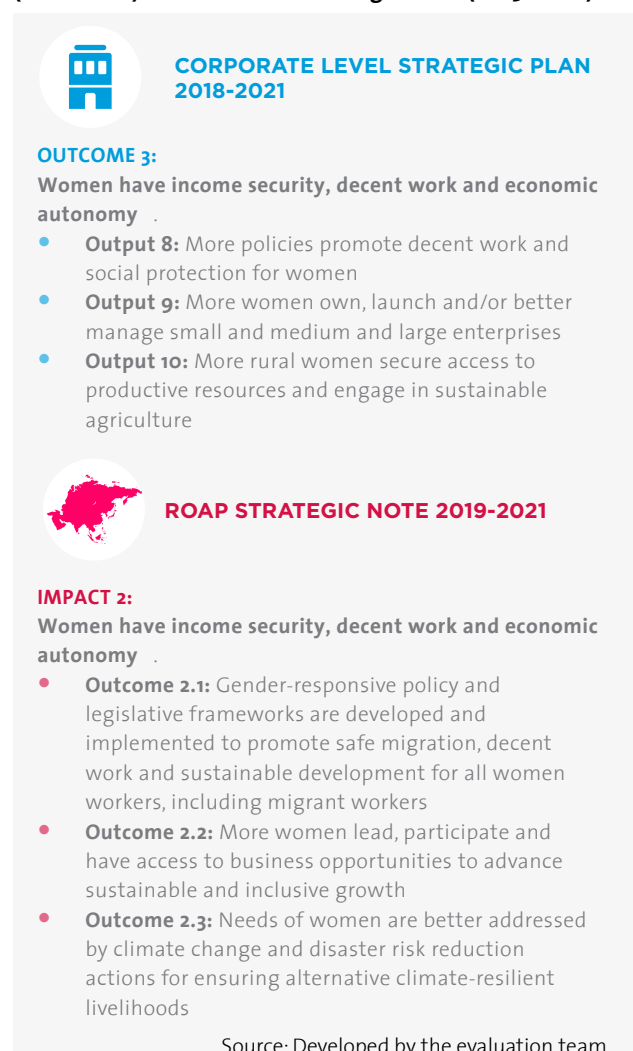 CORPORATE LEVEL STRATEGIC PLAN
2018-2021
OUTCOME 3:
Women have income security, decent work and economic
autonomy .
• Output 8: More policies promote decent work and
social protection for women
• Output 9: More women own, launch and/or better
manage small and medium and large enterprises
• Output 10: More rural women secure access to
productive resources and engage in sustainable
agriculture
ROAP STRATEGIC NOTE 2019-2021
IMPACT 2:
Women have income security, decent work and economic
autonomy .
• Outcome 2.1: Gender-responsive policy and
legislative frameworks are developed and
implemented to promote safe migration, decent
work and sustainable development for all women
workers, including migrant workers
• Outcome 2.2: More women lead, participate and
have access to business opportunities to advance
sustainable and inclusive growth
• Outcome 2.3: Needs of women are better addressed
by climate change and disaster risk reduction
actions for ensuring alternative climate-resilient
livelihoods
Source: Developed by the evaluation team